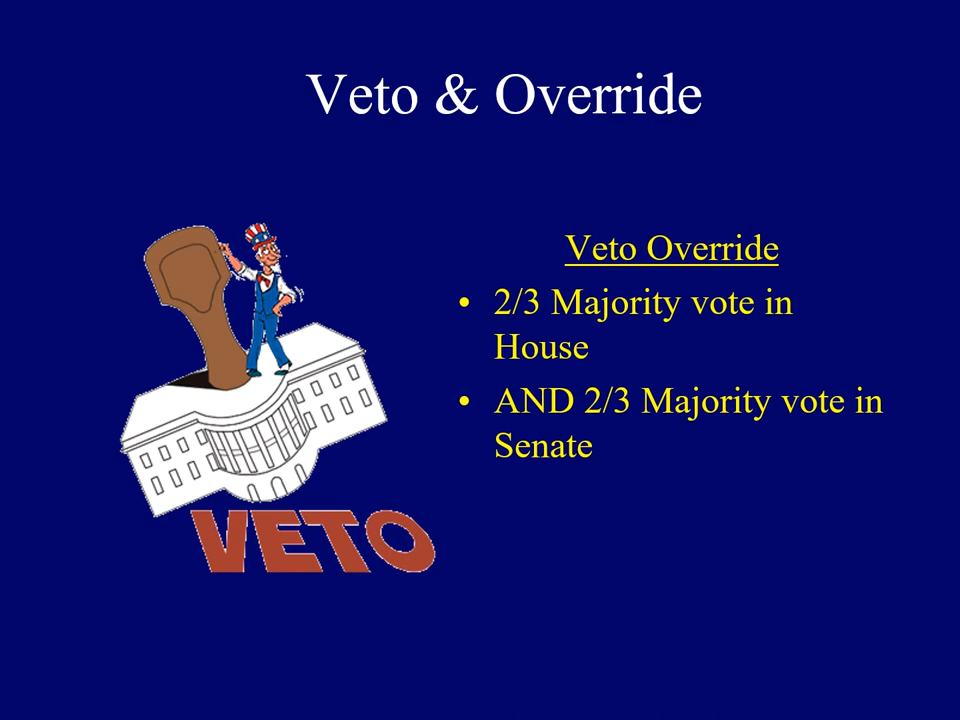 Veto & Override
Veto Override
• 2/3 Majority vote in
House
• AND 2/3 Majority vote in
Senate
VETO